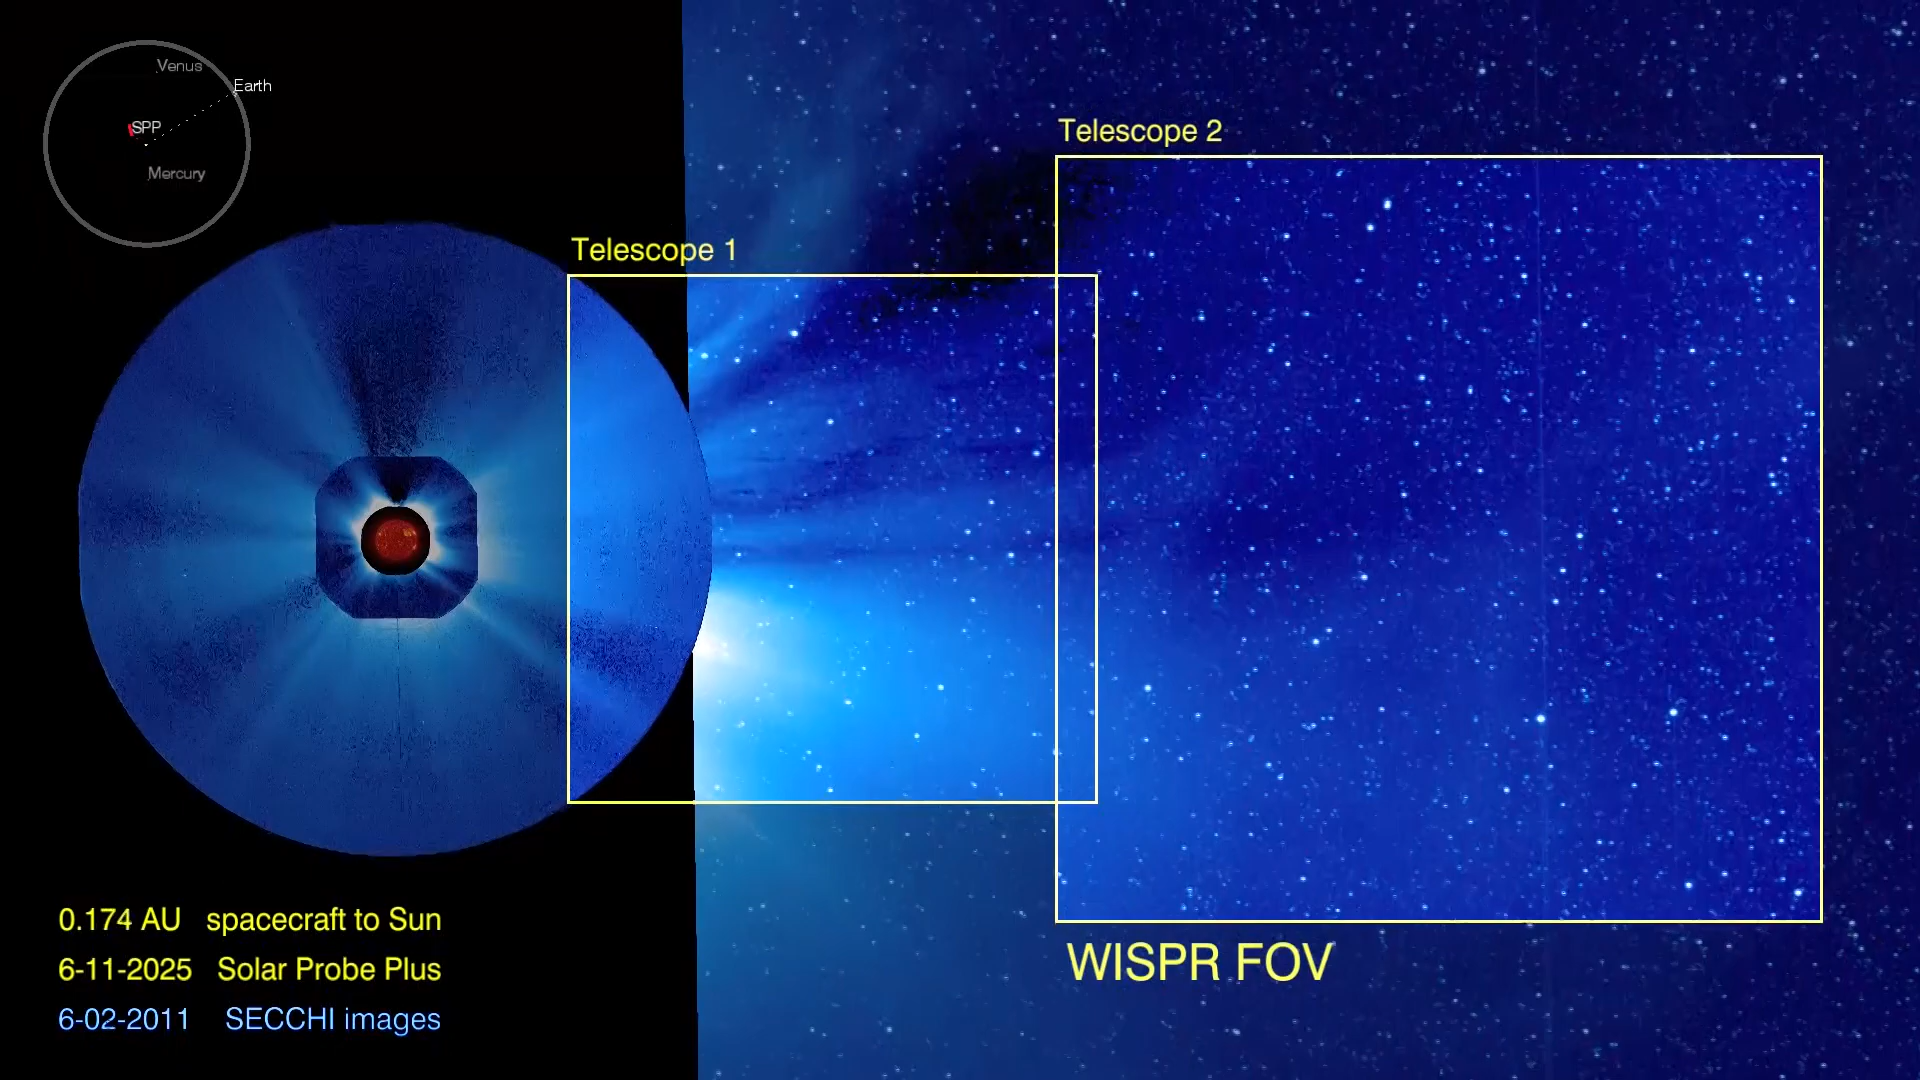 Venus
Earth
SPP
Mercury
Telescope 2
Telescope 1
0.174 AU spacecraft to Sun
6-11-2025 Solar Probe Plus
6-02-2011 SECCHI images
WISPR FOV